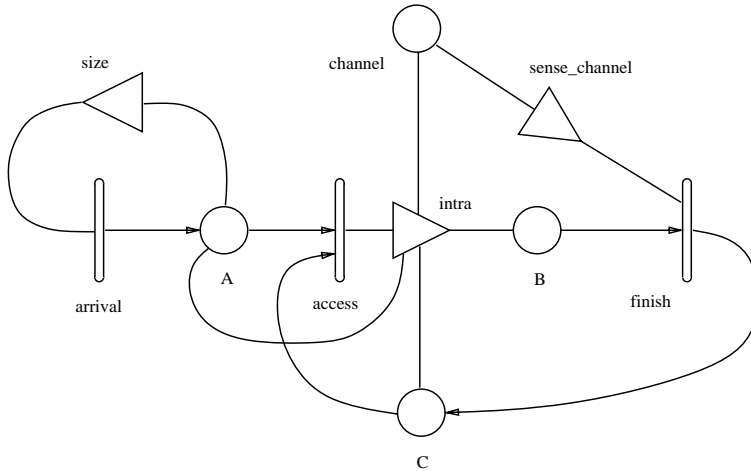 size
channel
sense_channel
intra
A
B
arrival
access
finish
C